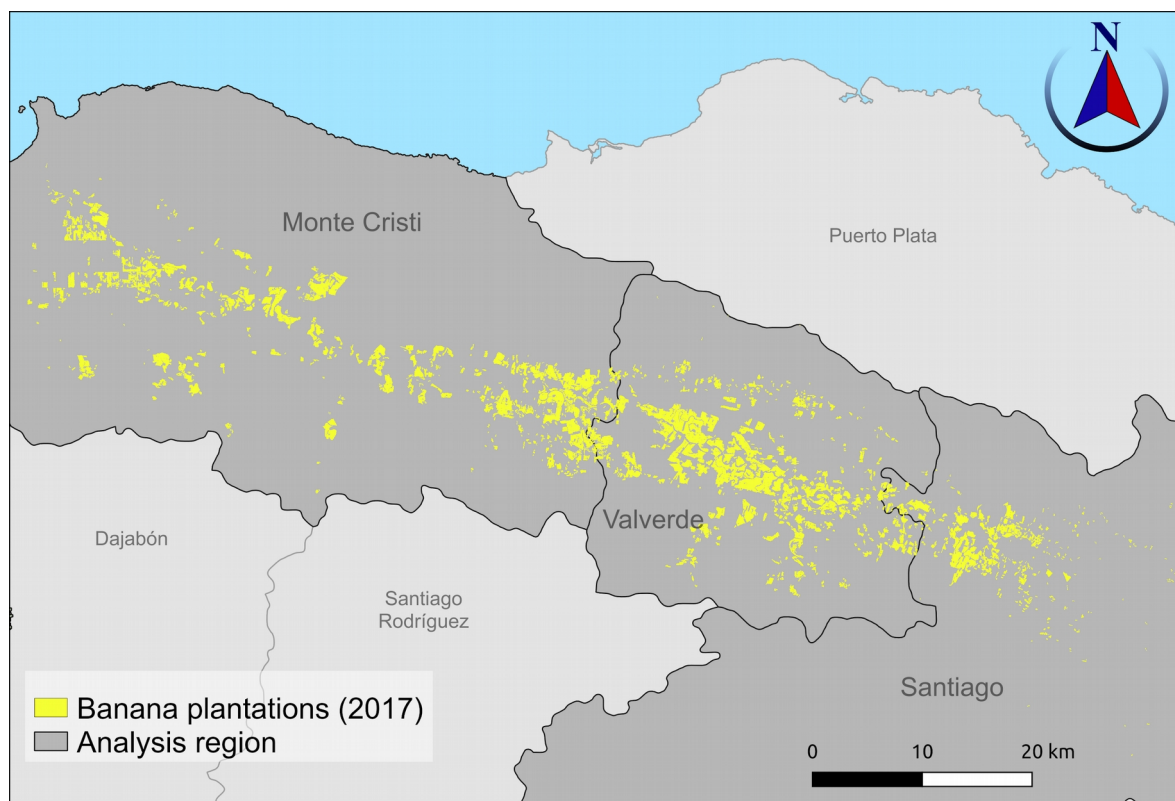 N
Monte Cristi
Puerto Plata
Valverde
Dajabón
Santiago
Rodríguez
Santiago
Banana plantations (2017)
Analysis region
0 10 20 km